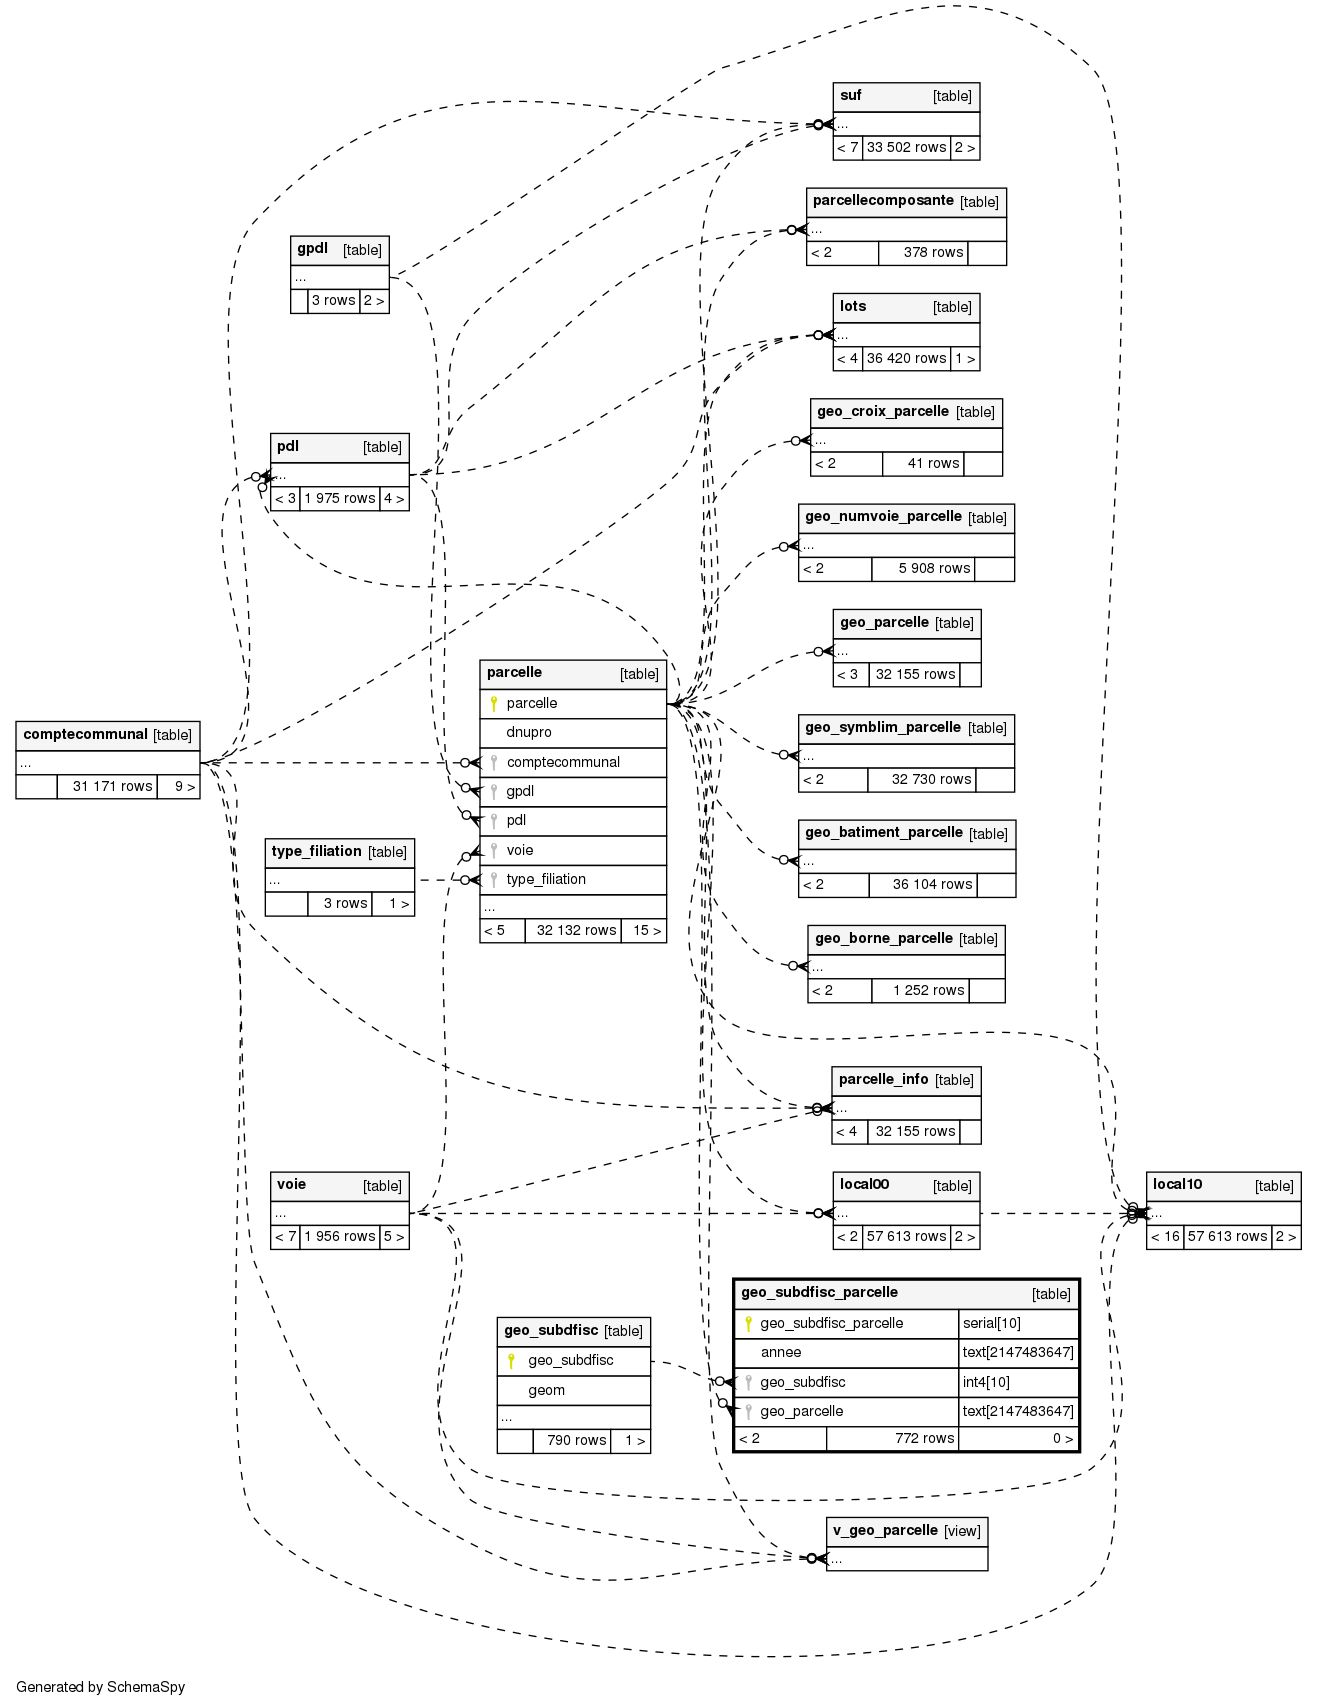 suf [table]
...
< 7 33 502 rows 2 >
parcellecomposante [table]
...
< 2 378 rows
gpdl [table]
...
3 rows 2 >
lots [table]
...
< 4 36 420 rows 1 >
geo_croix_parcelle [table]
...
< 2 41 rows
pdl [table]
...
< 3 1 975 rows 4 >
geo_numvoie_parcelle [table]
...
< 2 5 908 rows
geo_parcelle [table]
...
< 3 32 155 rows
parcelle [table]
parcelle
dnupro
comptecommunal
gpdl
pdl
voie
type_filiation
...
< 5 32 132 rows 15 >
comptecommunal [table]
...
31 171 rows 9 >
geo_symblim_parcelle [table]
...
< 2 32 730 rows
type_filiation [table]
...
3 rows 1 >
geo_batiment_parcelle [table]
...
< 2 36 104 rows
geo_borne_parcelle [table]
...
< 2 1 252 rows
parcelle_info [table]
...
< 4 32 155 rows
voie [table]
...
< 7 1 956 rows 5 >
local00 [table]
...
< 2 57 613 rows 2 >
local10 [table]
...
< 16 57 613 rows 2 >
geo_subdfisc_parcelle [table]
geo_subdfisc_parcelle serial[10]
annee text[2147483647]
geo_subdfisc int4[10]
geo_parcelle text[2147483647]
< 2 772 rows 0 >
geo_subdfisc [table]
geo_subdfisc
geom
...
790 rows 1 >
v_geo_parcelle [view]
...
Generated by SchemaSpy